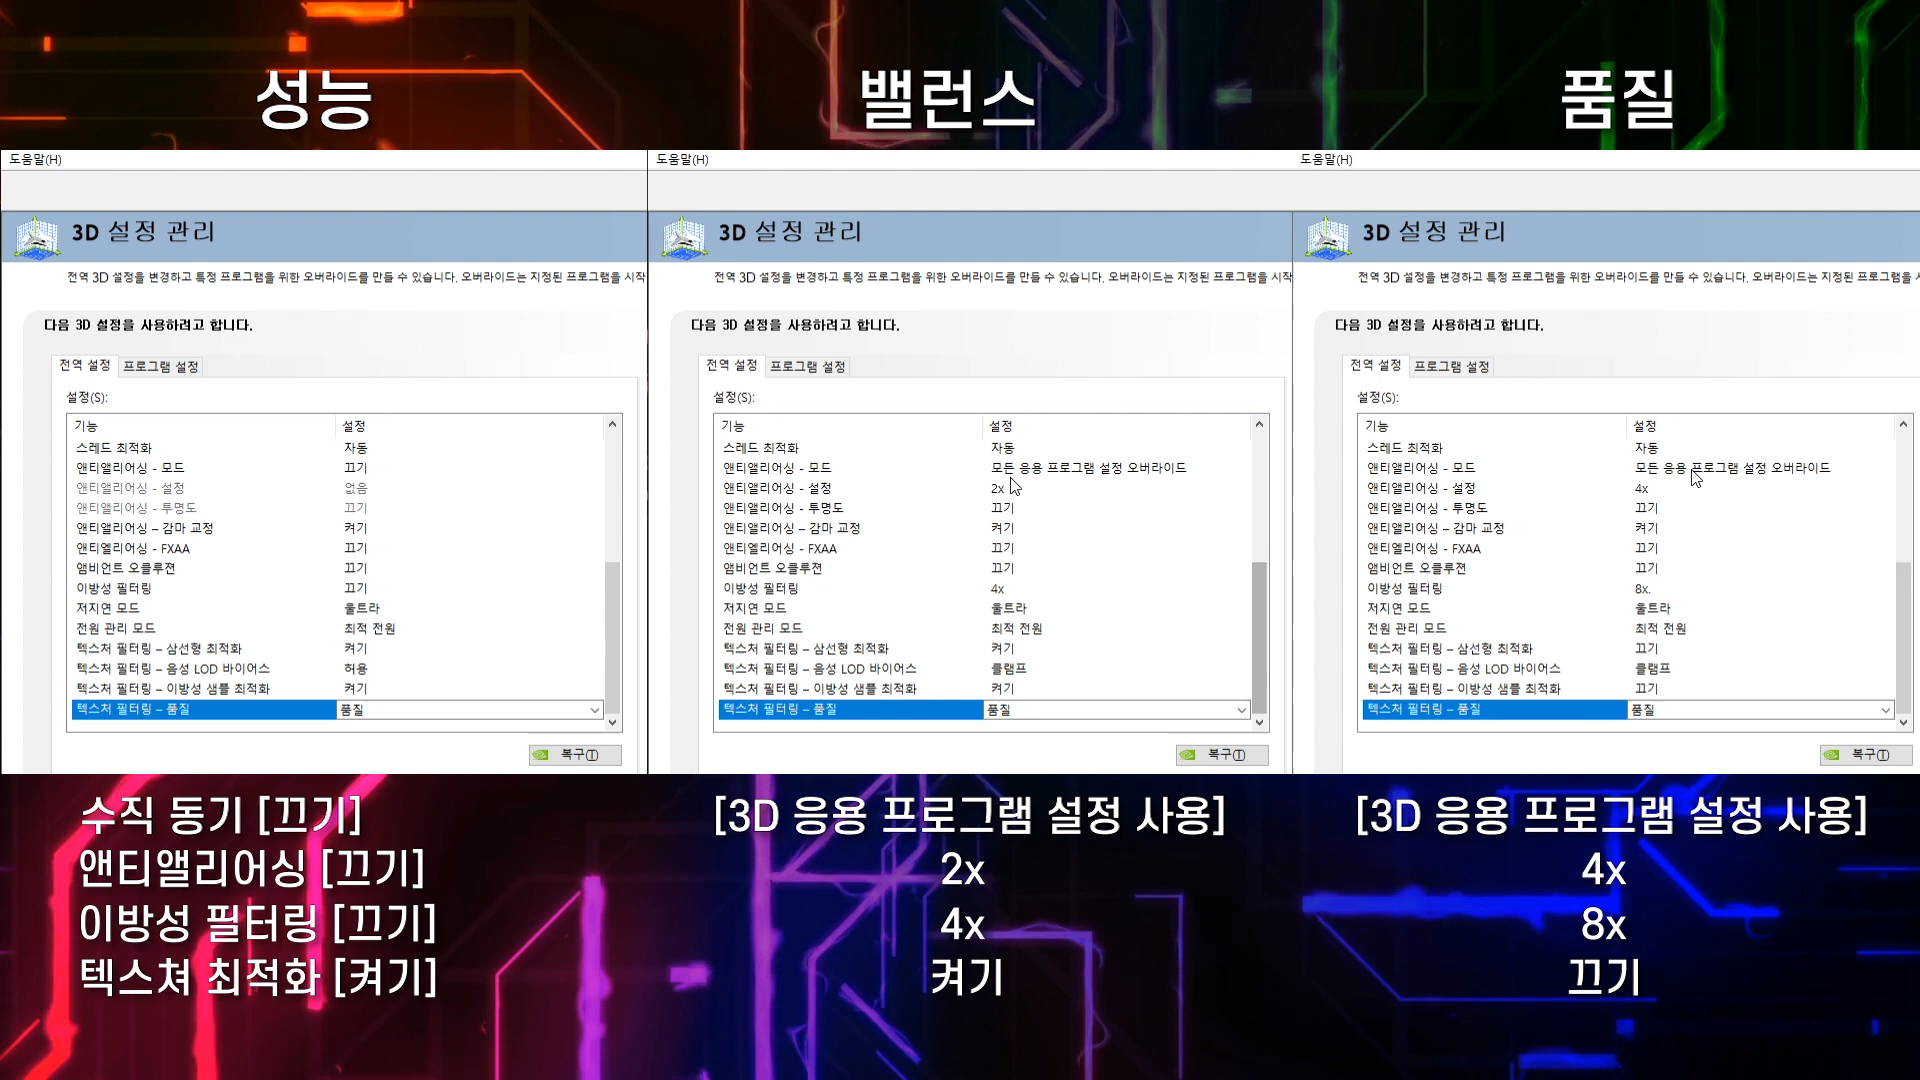 성능
밸런스
품질
도움말(H)
3D 설정 관리
전역 3D 설정을 변경하고 특정 프로그램을 위한 오버라이드를 만들 수 있습니다. 오버라이드는 지정된 프로그램을 시작
다음 3D 설정을 사용하려고 합니다.
전역 설정 프로그램 설정
설정(S):
기능 설정
스레드 최적화 자동
앤티앨리어싱 - 모드 끄기
앤티앨리어싱 - 설정 없음
앤티앨리어싱 - 투명도 끄기
앤티앨리어싱 – 감마 교정 켜기
앤티엘리어싱 - FXAA 끄기
앰비언트 오클루젼 끄기
이방성 필터링 끄기
저지연 모드 울트라
전원 관리 모드 최적 전원
텍스처 필터링 – 삼선형 최적화 켜기
텍스처 필터링 – 음성 LOD 바이어스 허용
텍스처 필터링 – 이방성 샘플 최적화 켜기
텍스처 필터링 – 품질 품질
복구(T)
도움말(H)
3D 설정 관리
전역 3D 설정을 변경하고 특정 프로그램을 위한 오버라이드를 만들 수 있습니다. 오버라이드는 지정된 프로그램을 시작
다음 3D 설정을 사용하려고 합니다.
전역 설정 프로그램 설정
설정(S):
기능 설정
스레드 최적화 자동
앤티앨리어싱 - 모드 모든 응용 프로그램 설정 오버라이드
앤티앨리어싱 - 설정 2x
앤티앨리어싱 - 투명도 끄기
앤티앨리어싱 – 감마 교정 켜기
앤티엘리어싱 - FXAA 끄기
앰비언트 오클루젼 끄기
이방성 필터링 4x
저지연 모드 울트라
전원 관리 모드 최적 전원
텍스처 필터링 – 삼선형 최적화 켜기
텍스처 필터링 – 음성 LOD 바이어스 클램프
텍스처 필터링 – 이방성 샘플 최적화 켜기
텍스처 필터링 – 품질 품질
복구(T)
도움말(H)
3D 설정 관리
전역 3D 설정을 변경하고 특정 프로그램을 위한 오버라이드를 만들 수 있습니다. 오버라이드는 지정된 프로그램을
다음 3D 설정을 사용하려고 합니다.
전역 설정 프로그램 설정
설정(S):
기능 설정
스레드 최적화 자동
앤티앨리어싱 - 모드 모든 응용 프로그램 설정 오버라이드
앤티앨리어싱 - 설정 4x
앤티앨리어싱 - 투명도 끄기
앤티앨리어싱 – 감마 교정 켜기
앤티엘리어싱 - FXAA 끄기
앰비언트 오클루젼 끄기
이방성 필터링 8x.
저지연 모드 울트라
전원 관리 모드 최적 전원
텍스처 필터링 – 삼선형 최적화 끄기
텍스처 필터링 – 음성 LOD 바이어스 클램프
텍스처 필터링 – 이방성 샘플 최적화 끄기
텍스처 필터링 – 품질 품질
복구(T)
수직 동기 [끄기] [3D 응용 프로그램 설정 사용] [3D 응용 프로그램 설정 사용]
앤티앨리어싱 [끄기] 2x 4x
이방성 필터링 [끄기] 4x 8x
텍스쳐 최적화 [켜기] 켜기 끄기